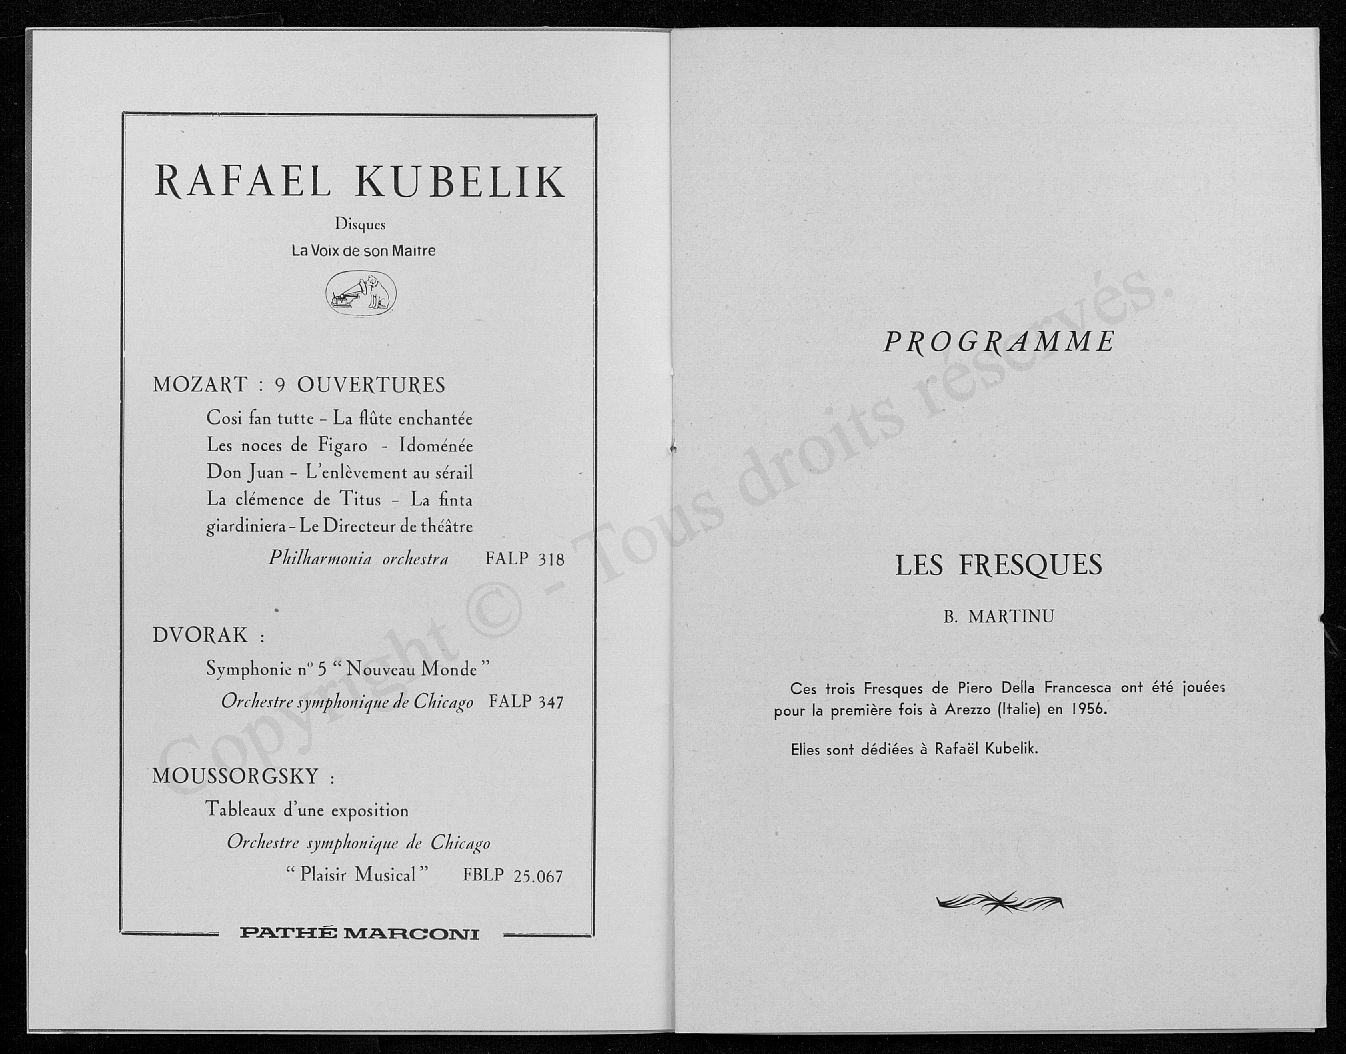 RAFAEL KUBELIK
Disques
La Voix de son Maître
MOZART : 9 OUVERTURES
Cosi fan tutte – La flûte enchantée
Les noces de Figaro – Idoménée
Don Juan – L'enlèvement au sérail
La clémence de Titus – La finta
giardiniera – Le Directeur de théâtre
Philharmonia orchestra FALP 318
DVORAK :
Symphonie n° 5 “ Nouveau Monde ”
Orchestre symphonique de Chicago FALP 347
MOUSSORGSKY :
Tableaux d'une exposition
Orchestre symphonique de Chicago
“ Plaisir Musical ” FBLP 25.067
PATHÉ MARCONI
PROGRAMME
LES FRESQUES
B. MARTINU
Ces trois Fresques de Piero Della Francesca ont été jouées
pour la première fois à Arezzo (Italie) en 1956.
Elles sont dédiées à Rafaël Kubelik.
Copyright © - Tous droits réservés.